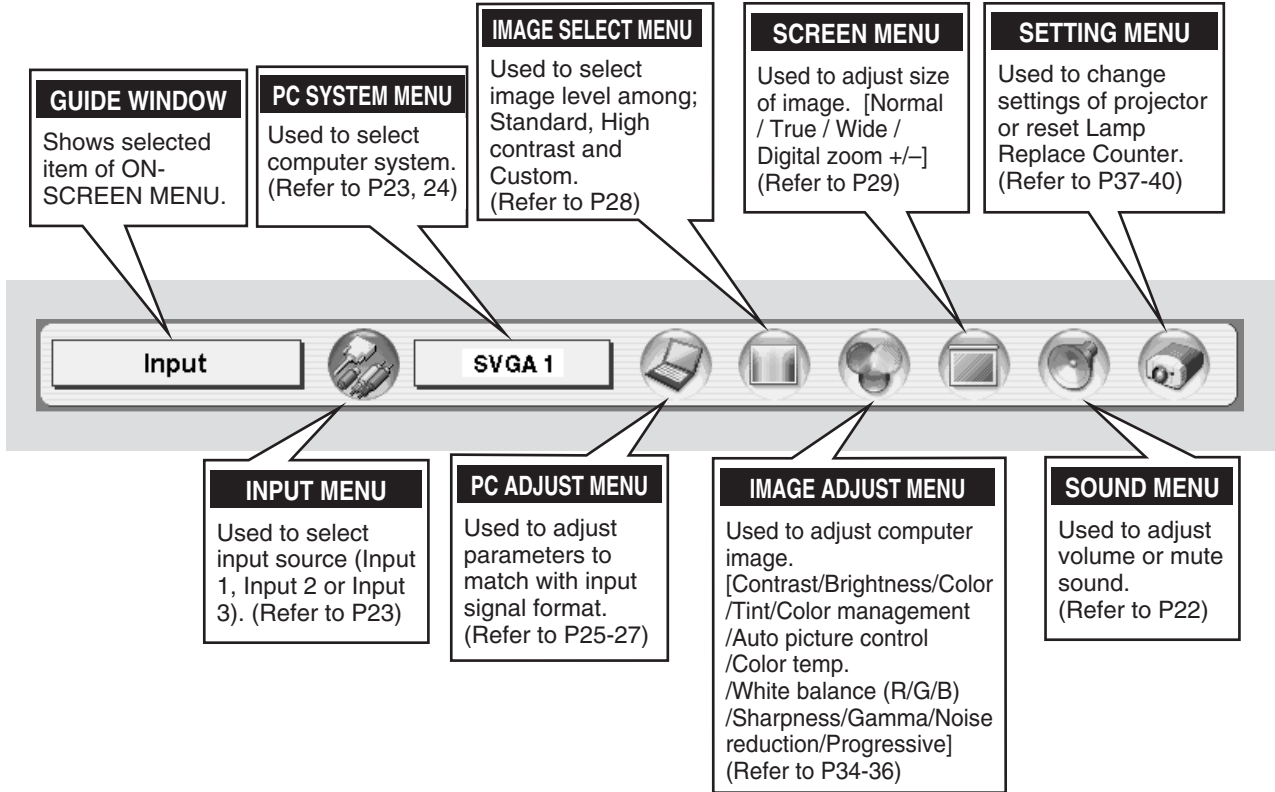 GUIDE WINDOW
Shows selected
item of ON-
SCREEN MENU.
PC SYSTEM MENU
Used to select
computer system.
(Refer to P23, 24)
IMAGE SELECT MENU
Used to select
image level among;
Standard, High
contrast and
Custom.
(Refer to P28)
SCREEN MENU
Used to adjust size
of image. [Normal
/ True / Wide /
Digital zoom +/–]
(Refer to P29)
SETTING MENU
Used to change
settings of projector
or reset Lamp
Replace Counter.
(Refer to P37-40)
Input
SVGA 1
INPUT MENU
Used to select
input source (Input
1, Input 2 or Input
3). (Refer to P23)
PC ADJUST MENU
Used to adjust
parameters to
match with input
signal format.
(Refer to P25-27)
IMAGE ADJUST MENU
Used to adjust computer
image.
[Contrast/Brightness/Color
/Tint/Color management
/Auto picture control
/Color temp.
/White balance (R/G/B)
/Sharpness/Gamma/Noise
reduction/Progressive]
(Refer to P34-36)
SOUND MENU
Used to adjust
volume or mute
sound.
(Refer to P22)